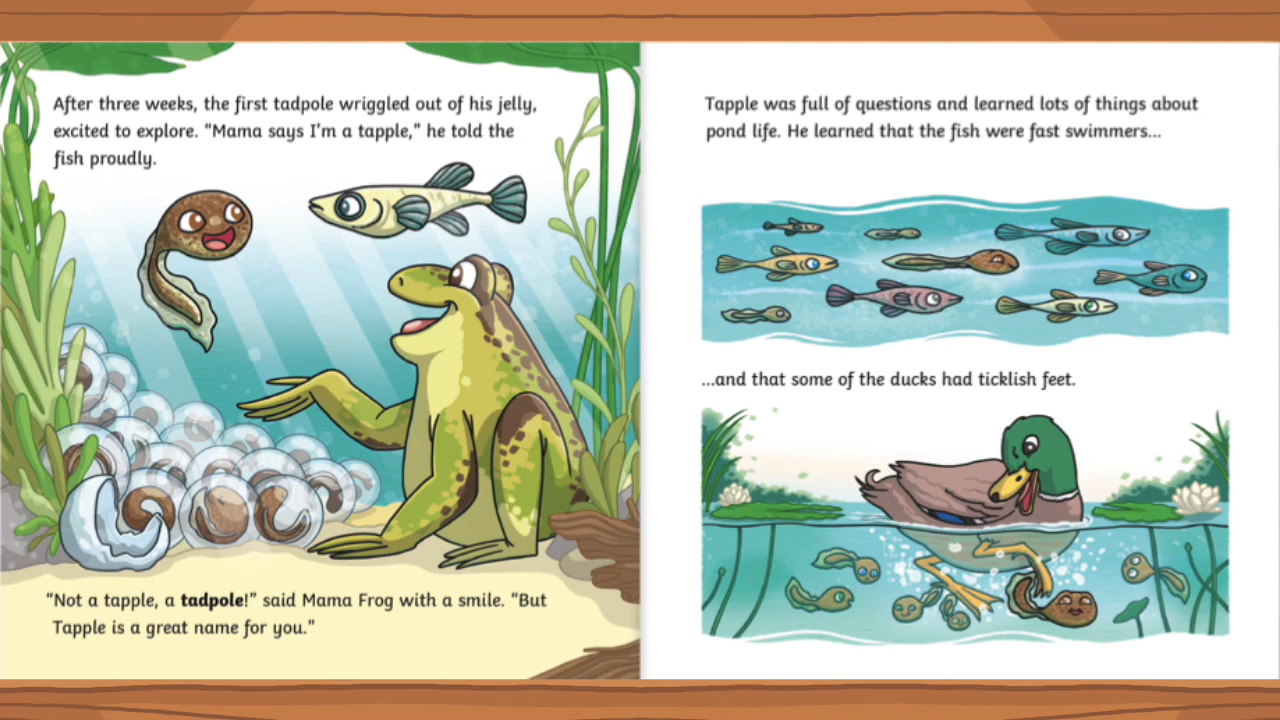 After three weeks, the first tadpole wriggled out of his jelly,
excited to explore. “Mama says I’m a tapple,” he told the
fish proudly.
“Not a tapple, a tadpole!” said Mama Frog with a smile. “But
Tapple is a great name for you.”
Tapple was full of questions and learned lots of things about
pond life. He learned that the fish were fast swimmers...
...and that some of the ducks had ticklish feet.